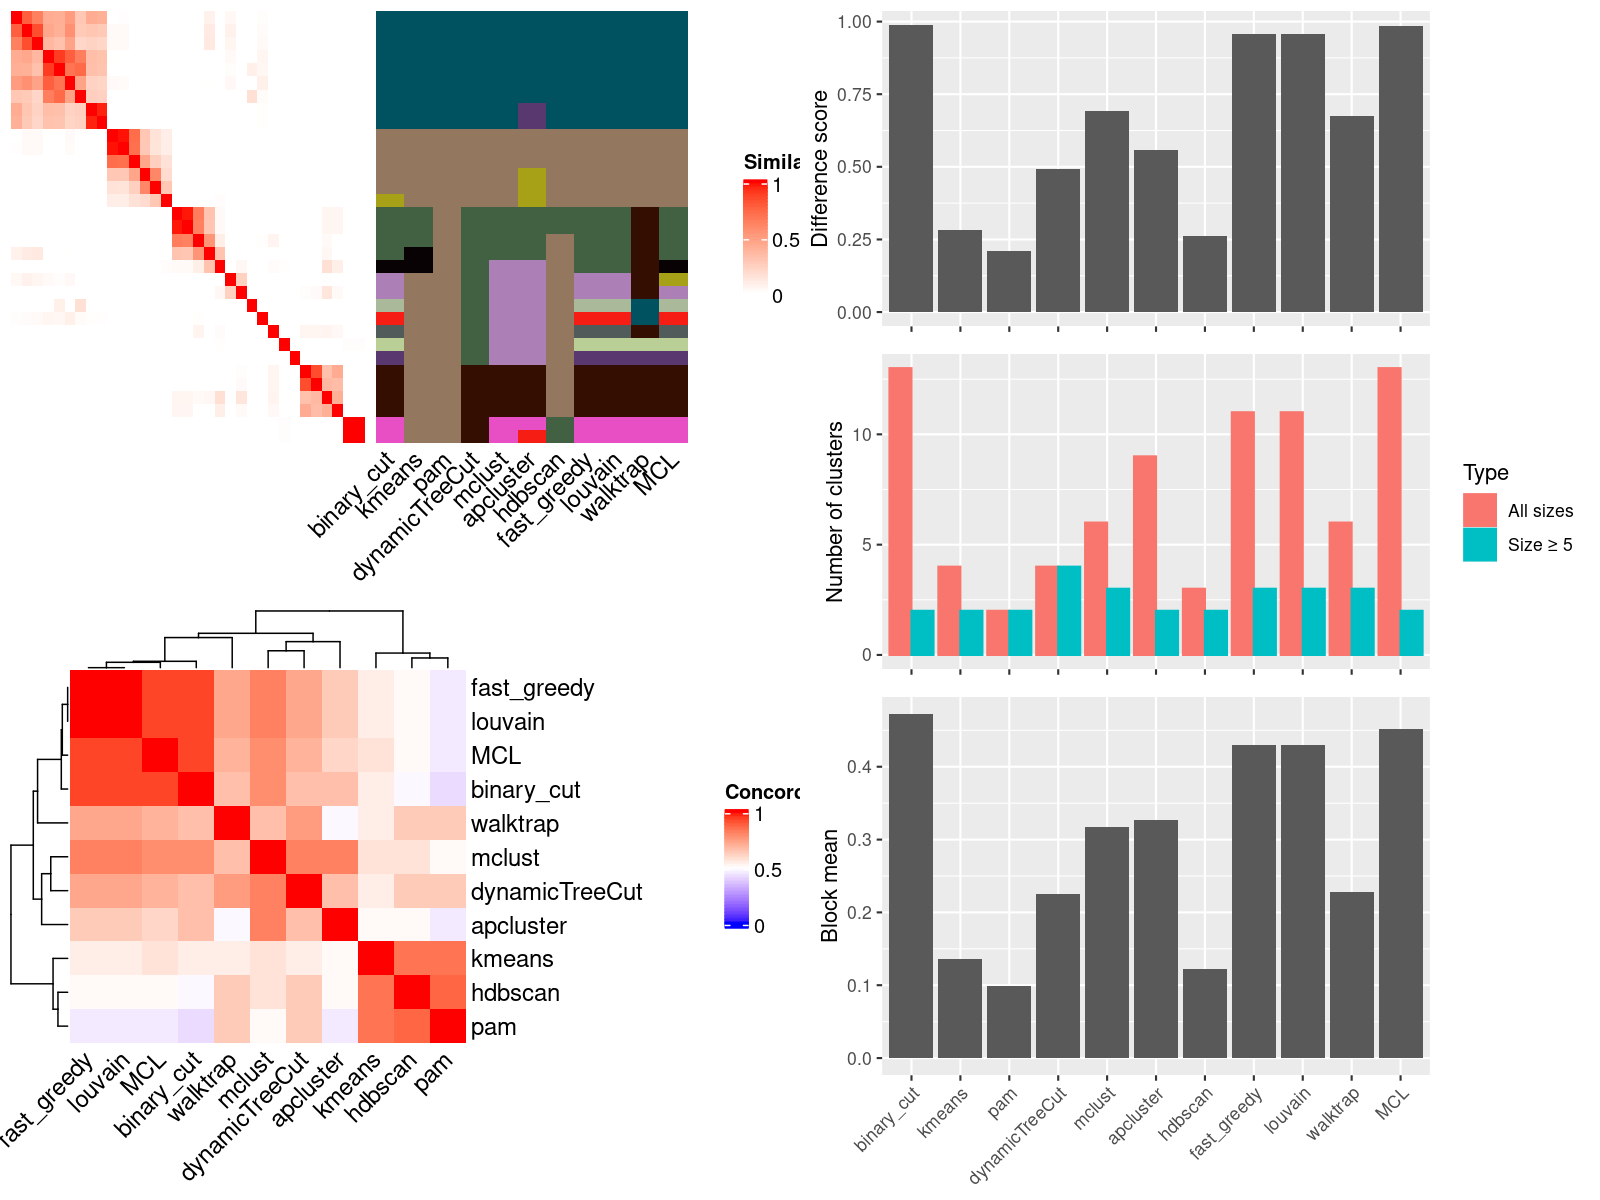 Simila
1
0.5
0
binary_cut
kmeans
pam
dynamicTreeCut
mclust
apcluster
hdbscan
fast_greedy
louvain
walktrap
MCL
fast_greedy
louvain
MCL
binary_cut
walktrap
mclust
dynamicTreeCut
apcluster
kmeans
hdbscan
pam
fast_greedy
louvain
MCL
binary_cut
walktrap
mclust
dynamicTreeCut
apcluster
kmeans
hdbscan
pam
Concord
1
0.5
0
Difference score
1.00
0.75
0.50
0.25
0.00
Number of clusters
10
5
0
Type
All sizes
Size ≥ 5
Block mean
0.4
0.3
0.2
0.1
0.0
binary_cut
kmeans
pam
dynamicTreeCut
mclust
apcluster
hdbscan
fast_greedy
louvain
walktrap
MCL